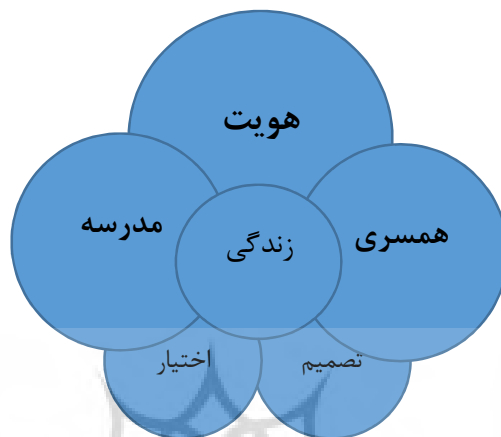 هویت
مدرسه
زندگی
همسری
اختیار
تصمیم